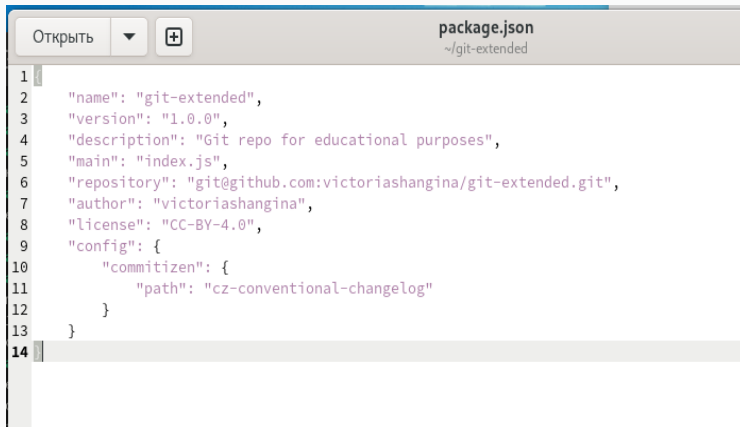 Открыть
package.json
~/git-extended
1 {
2 "name": "git-extended",
3 "version": "1.0.0",
4 "description": "Git repo for educational purposes",
5 "main": "index.js",
6 "repository": "git@github.com:victoriashangina/git-extended.git",
7 "author": "victoriashangina",
8 "license": "CC-BY-4.0",
9 "config": {
10 "commitizen": {
11 "path": "cz-conventional-changelog"
12 }
13 }
14 }